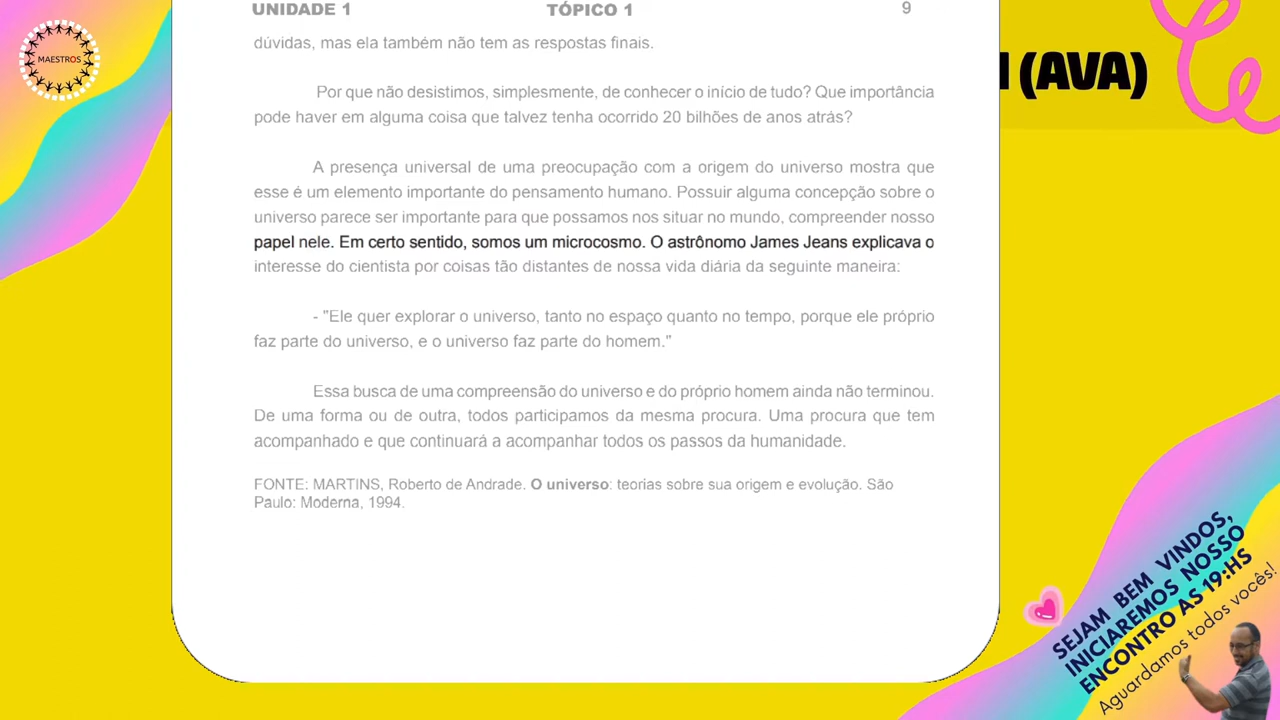 MAESTROS
UNIDADE 1 TÓPICO 1 9
(AVA)
dúvidas, mas ela também não tem as respostas finais.
Por que não desistimos, simplesmente, de conhecer o início de tudo? Que importância
pode haver em alguma coisa que talvez tenha ocorrido 20 bilhões de anos atrás?
A presença universal de uma preocupação com a origem do universo mostra que
esse é um elemento importante do pensamento humano. Possuir alguma concepção sobre o
universo parece ser importante para que possamos nos situar no mundo, compreender nosso
papel nele. Em certo sentido, somos um microcosmo. O astrônomo James Jeans explicava o
interesse do cientista por coisas tão distantes de nossa vida diária da seguinte maneira:
- "Ele quer explorar o universo, tanto no espaço quanto no tempo, porque ele próprio
faz parte do universo, e o universo faz parte do homem."
Essa busca de uma compreensão do universo e do próprio homem ainda não terminou.
De uma forma ou de outra, todos participamos da mesma procura. Uma procura que tem
acompanhado e que continuará a acompanhar todos os passos da humanidade.
FONTE: MARTINS, Roberto de Andrade. O universo: teorias sobre sua origem e evolução. São
Paulo: Moderna, 1994.
SEJAM BEM VINDOS,
INICIAREMOS NOSSO
ENCONTRO AS 19:HS
Aguardamos todos vocês!